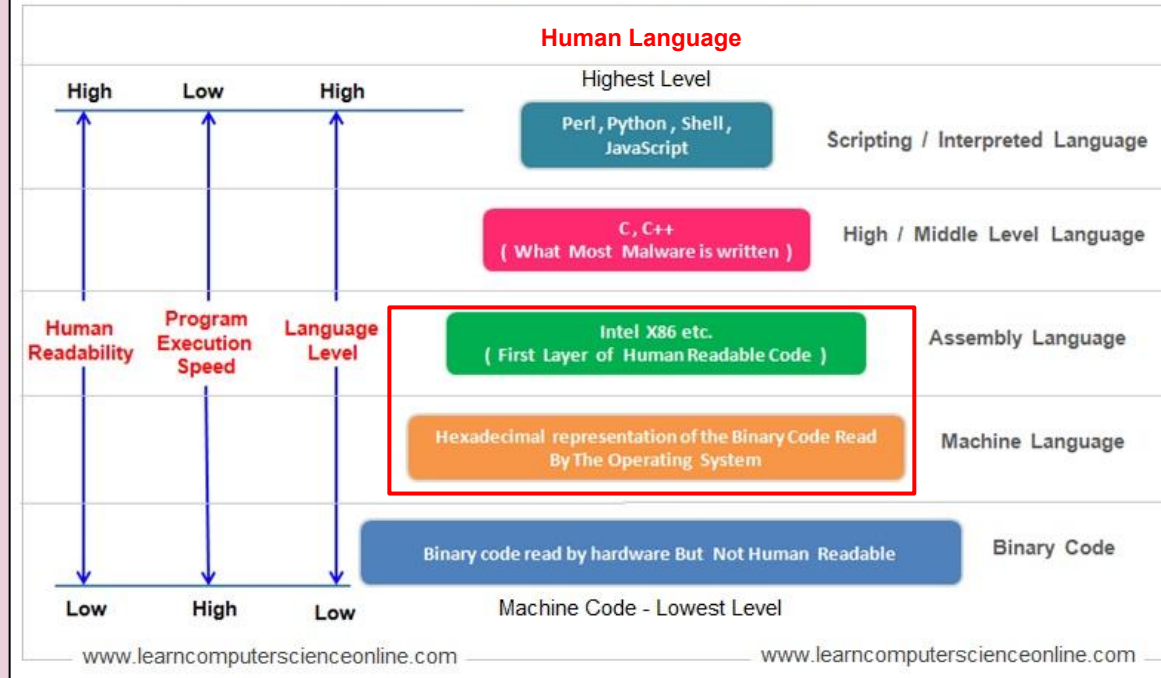 Human Language
High Low High Highest Level
Perl, Python , Shell ,
JavaScript
Scripting / Interpreted Language
C , C++
( What Most Malware is written )
High / Middle Level Language
Human
Readability
Program
Execution
Speed
Language
Level
Intel X86 etc.
( First Layer of Human Readable Code )
Assembly Language
Hexadecimal representation of the Binary Code Read
By The Operating System
Machine Language
Binary code read by hardware But Not Human Readable
Binary Code
Low High Low Machine Code - Lowest Level
www.learncomputerscienceonline.com www.learncomputerscienceonline.com